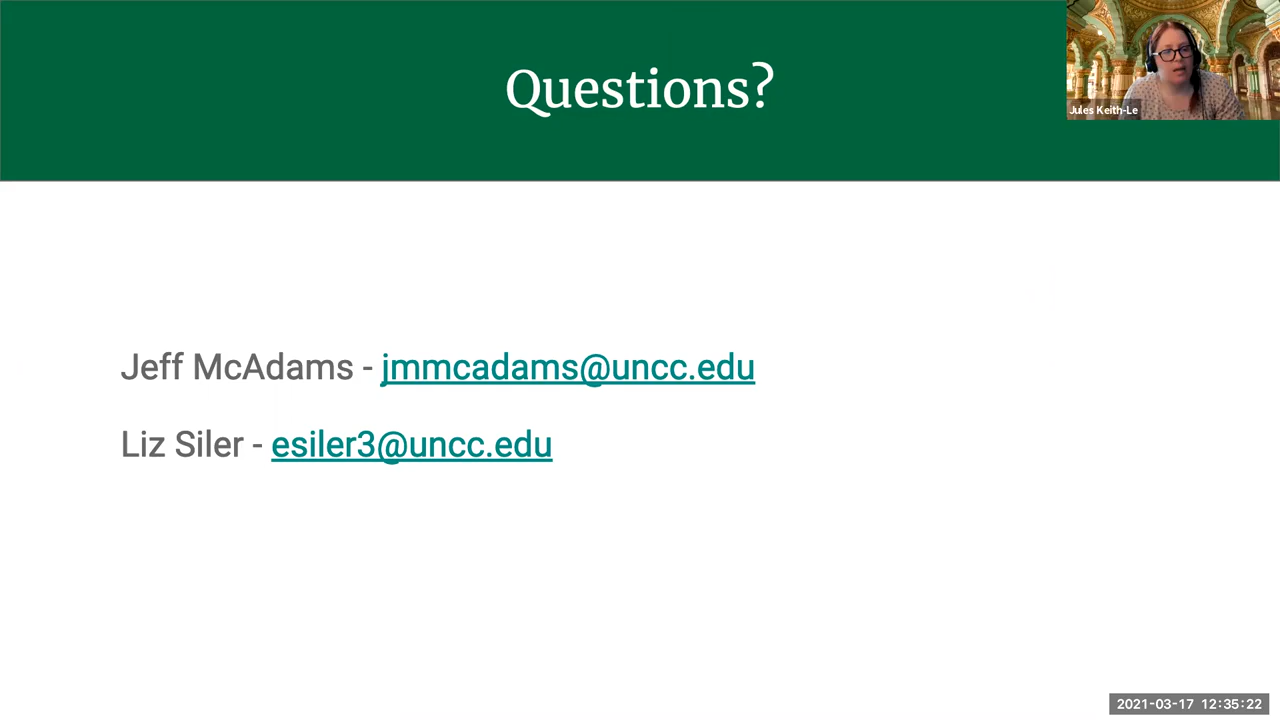 Questions?
Jules Keith-Le
Jeff McAdams - jmmcadams@uncc.edu
Liz Siler - esiler3@uncc.edu
2021-03-17 12:35:22